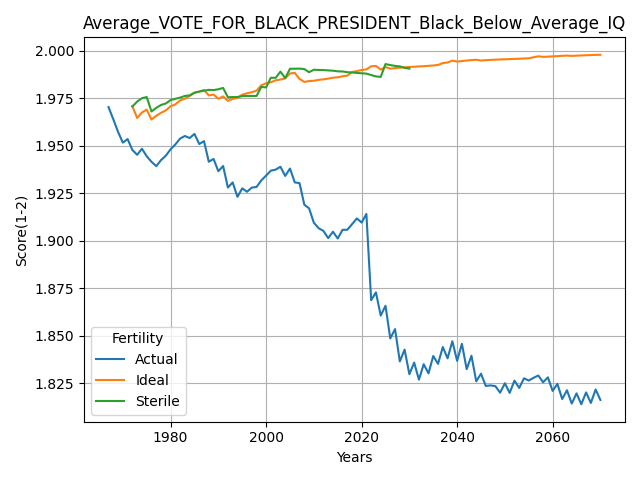 Average_VOTE_FOR_BLACK_PRESIDENT_Black_Below_Average_IQ
Score(1-2)
2.000
1.975
1.950
1.925
1.900
1.875
1.850
1.825
Fertility
Actual
Ideal
Sterile
1980
2000
2020
2040
2060
Years